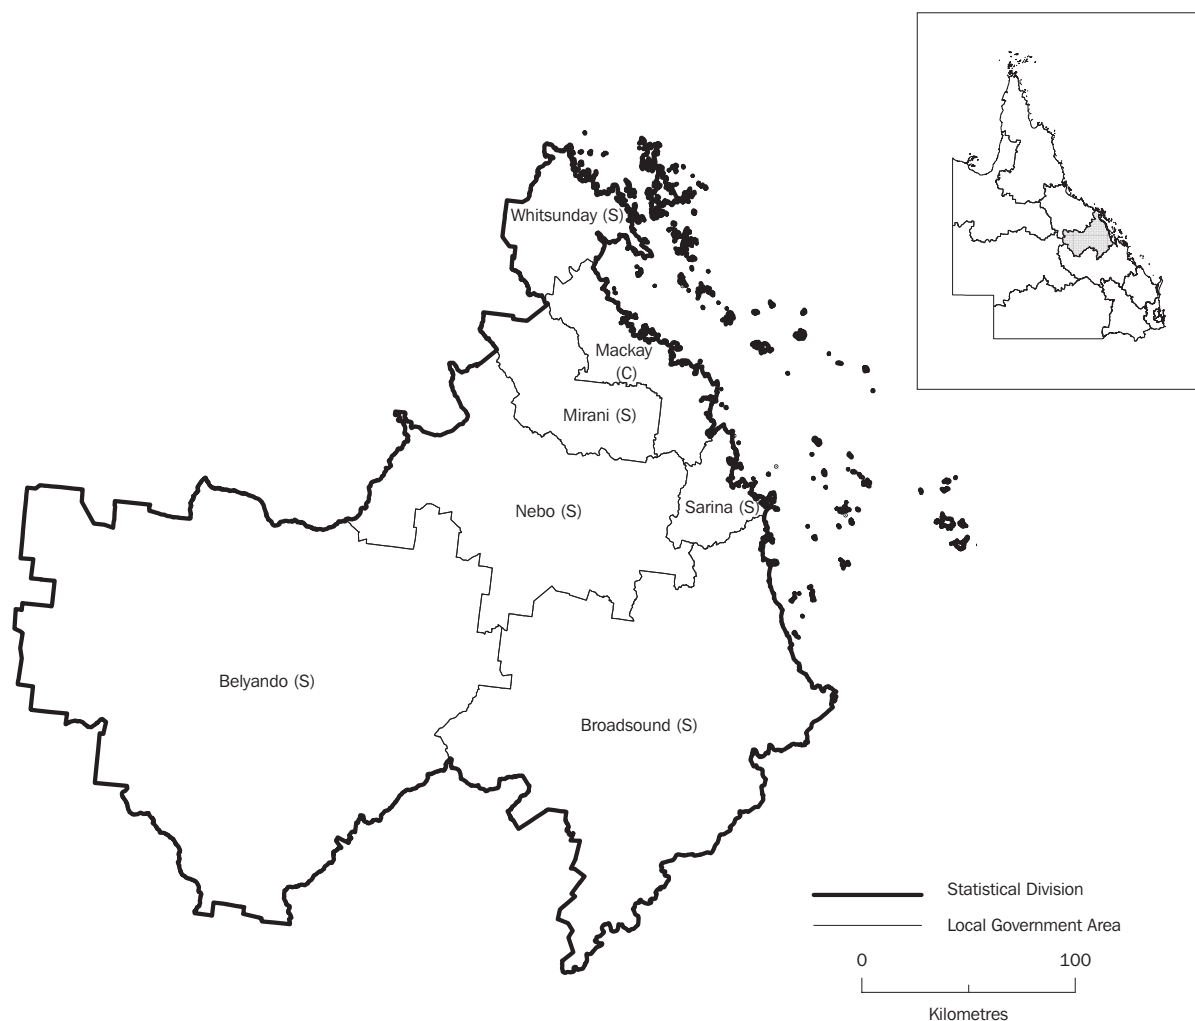 Whitsunday (S)
Mackay
(C)
Mirani (S)
Nebo (S)
Sarina (S)
Belyando (S)
Broadsound (S)
Statistical Division
Local Government Area
0 100
Kilometres